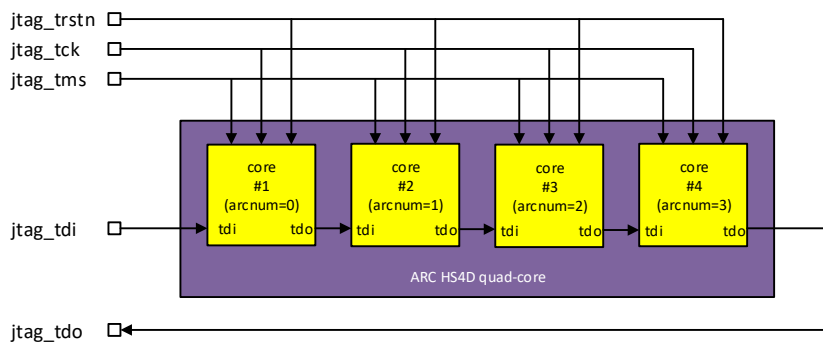 jtag_trstn
jtag_tck
jtag_tms
core
#1
(arcnum=0)
tdi
tdo
core
#2
(arcnum=1)
tdi
tdo
core
#3
(arcnum=2)
tdi
tdo
core
#4
(arcnum=3)
tdi
tdo
jtag_tdi
ARC HS4D quad-core
jtag_tdo